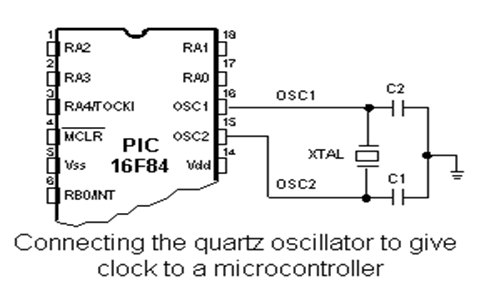 1 RA2 RA1 18
2 RA3 RA0 17
3 RA4/TOCKI OSC1 16
4 MCLR OSC2 15
5 Vss Vdd 14
6 RB0/INT
PIC
16F84
OSC1
C2
XTAL
OSC2
C1
Connecting the quartz oscillator to give
clock to a microcontroller